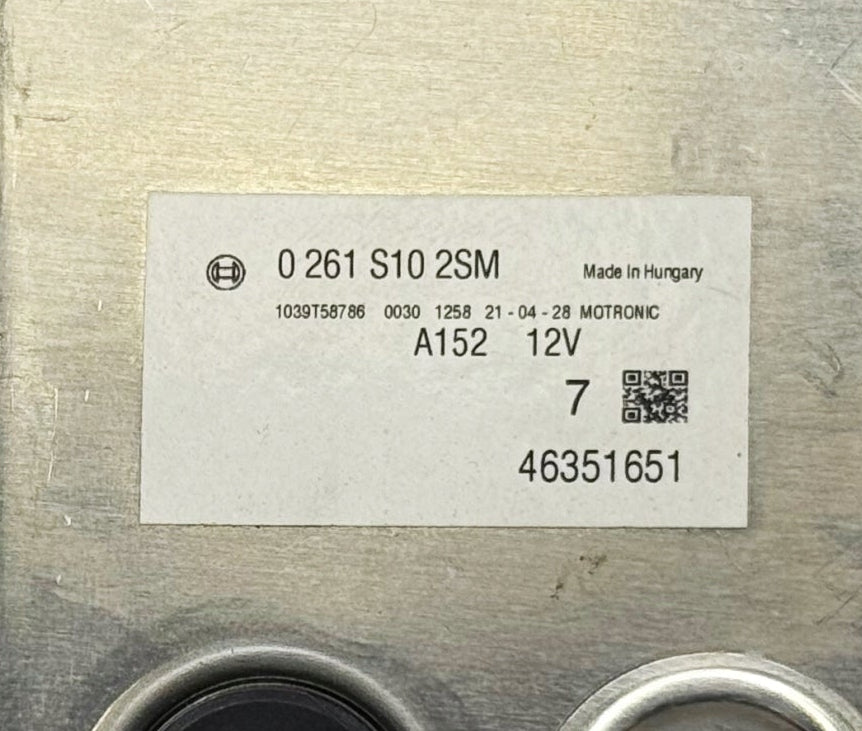 0 261 S10 2SM Made In Hungary
1039T58786 0030 1258 21-04-28 MOTRONIC
A152 12V
7
46351651